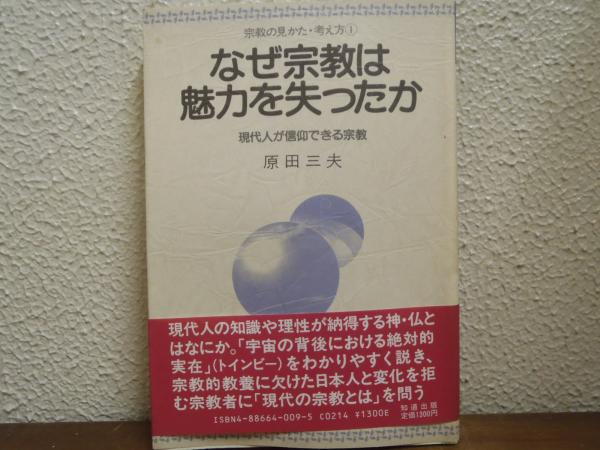 宗教の見かた・考え方①
なぜ宗教は
魅力を失ったか
現代人が信仰できる宗教
原田三夫
現代人の知識や理性が納得する神・仏と
はなにか。「宇宙の背後における絶対的
実在」(トインビー)をわかりやすく説き、
宗教的教養に欠けた日本人と変化を拒
む宗教者に「現代の宗教とは」を問う
ISBN4-88664-009-5 C0214 ¥1300E
知道出版
定価1300円